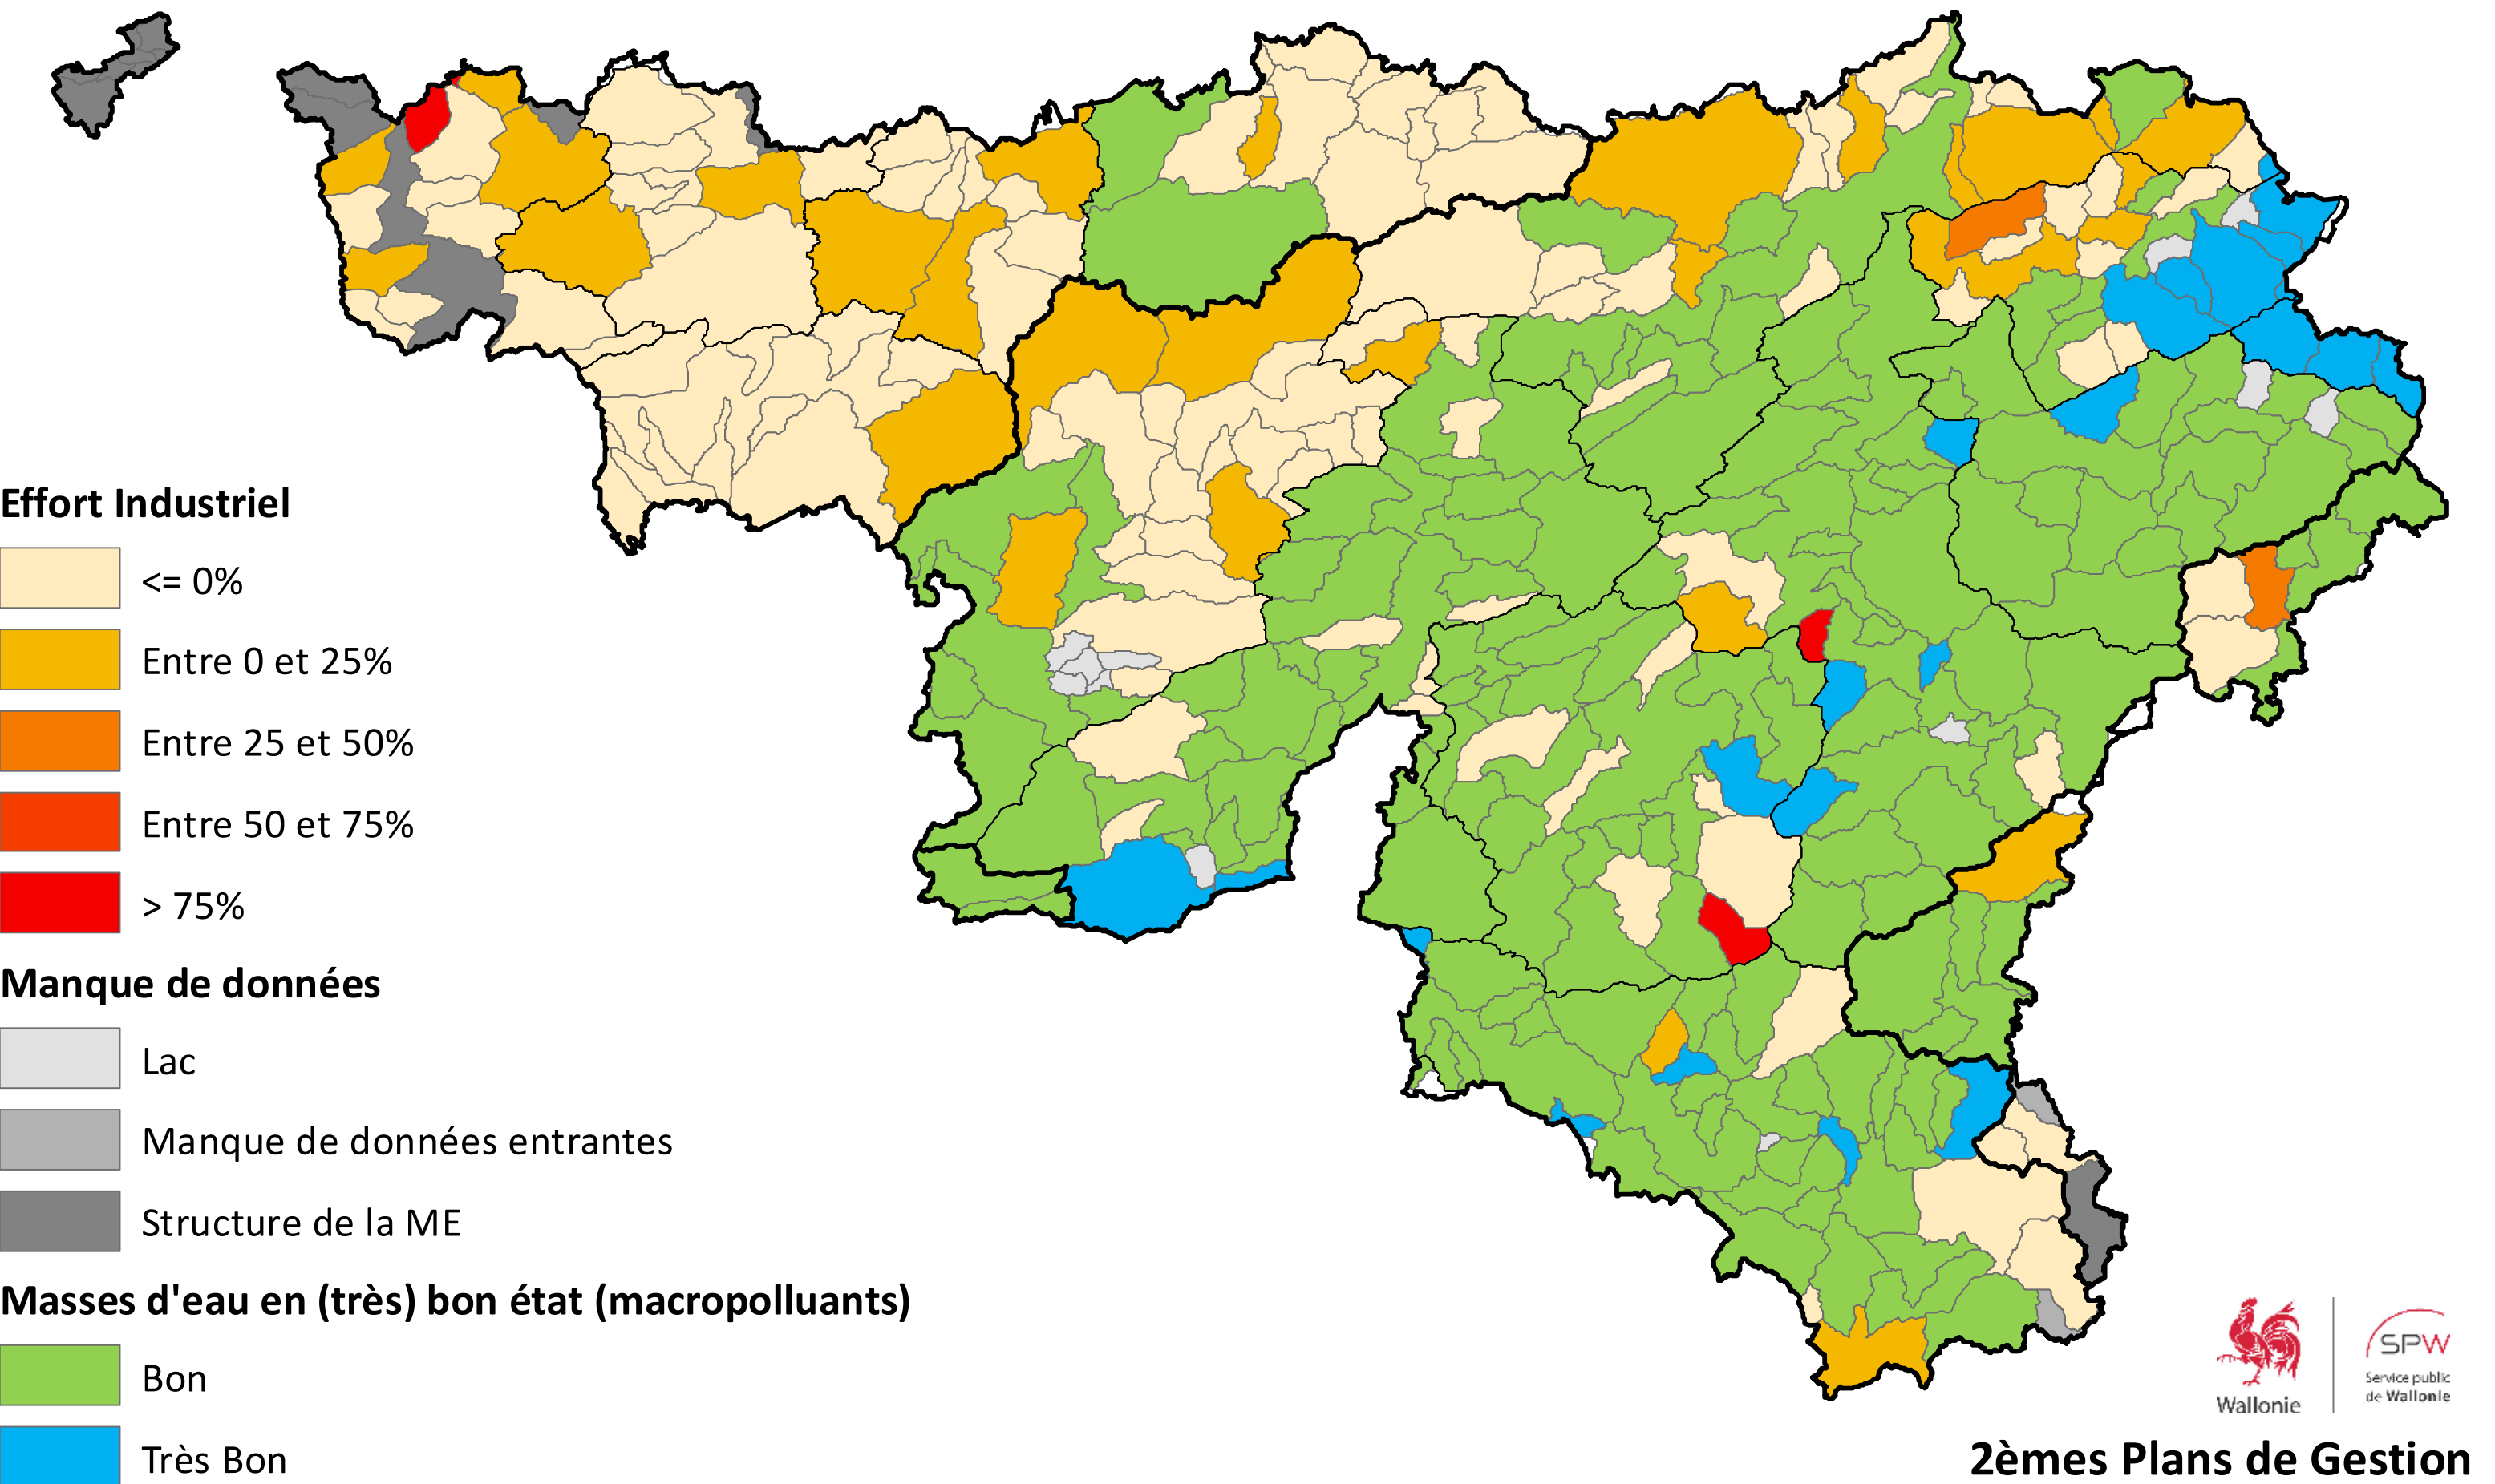 Effort Industriel
<= 0%
Entre 0 et 25%
Entre 25 et 50%
Entre 50 et 75%
> 75%
Manque de données
Lac
Manque de données entrantes
Structure de la ME
Masses d'eau en (très) bon état (macropolluants)
Bon
Très Bon
Wallonie
SPW
Service public
de Wallonie
2èmes Plans de Gestion